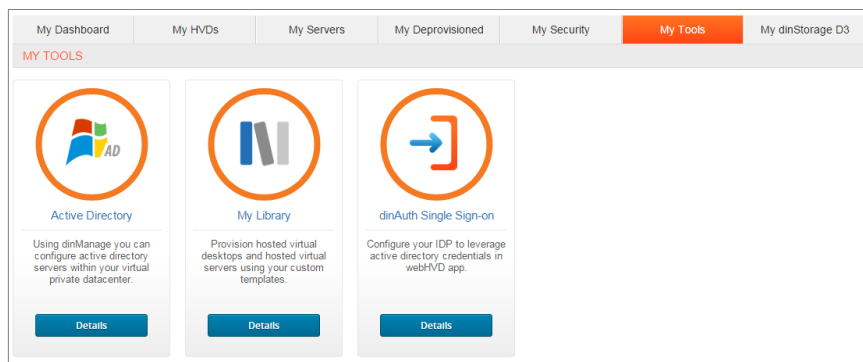 My Dashboard
My HVDs
My Servers
My Deprovisioned
My Security
My Tools
My dinStorage D3
MY TOOLS
AD
Active Directory
Using dinManage you can
configure active directory
servers within your virtual
private datacenter.
Details
My Library
Provision hosted virtual
desktops and hosted virtual
servers using your custom
templates.
Details
dinAuth Single Sign-on
Configure your IDP to leverage
active directory credentials in
webHVD app.
Details